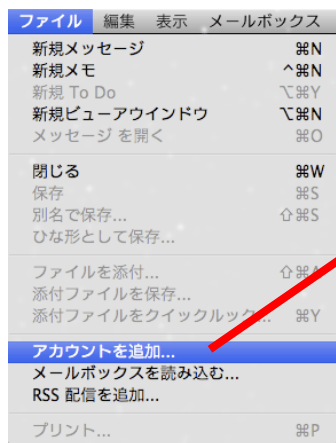 ファイル 編集 表示 メールボックス
新規メッセージ ⌘N
新規メモ ^⌘N
新規 To Do ⌥⌘Y
新規ビューアウインドウ ⌥⌘N
メッセージ を開く ⌘O
閉じる ⌘W
保存 ⌘S
別名で保存... ⇧⌘S
ひな形として保存...
ファイルを添付... ⇧⌘A
添付ファイルを保存...
添付ファイルをクイックルック... ⌘Y
アカウントを追加...
メールボックスを読み込む...
RSS 配信を追加...
プリント... ⌘P